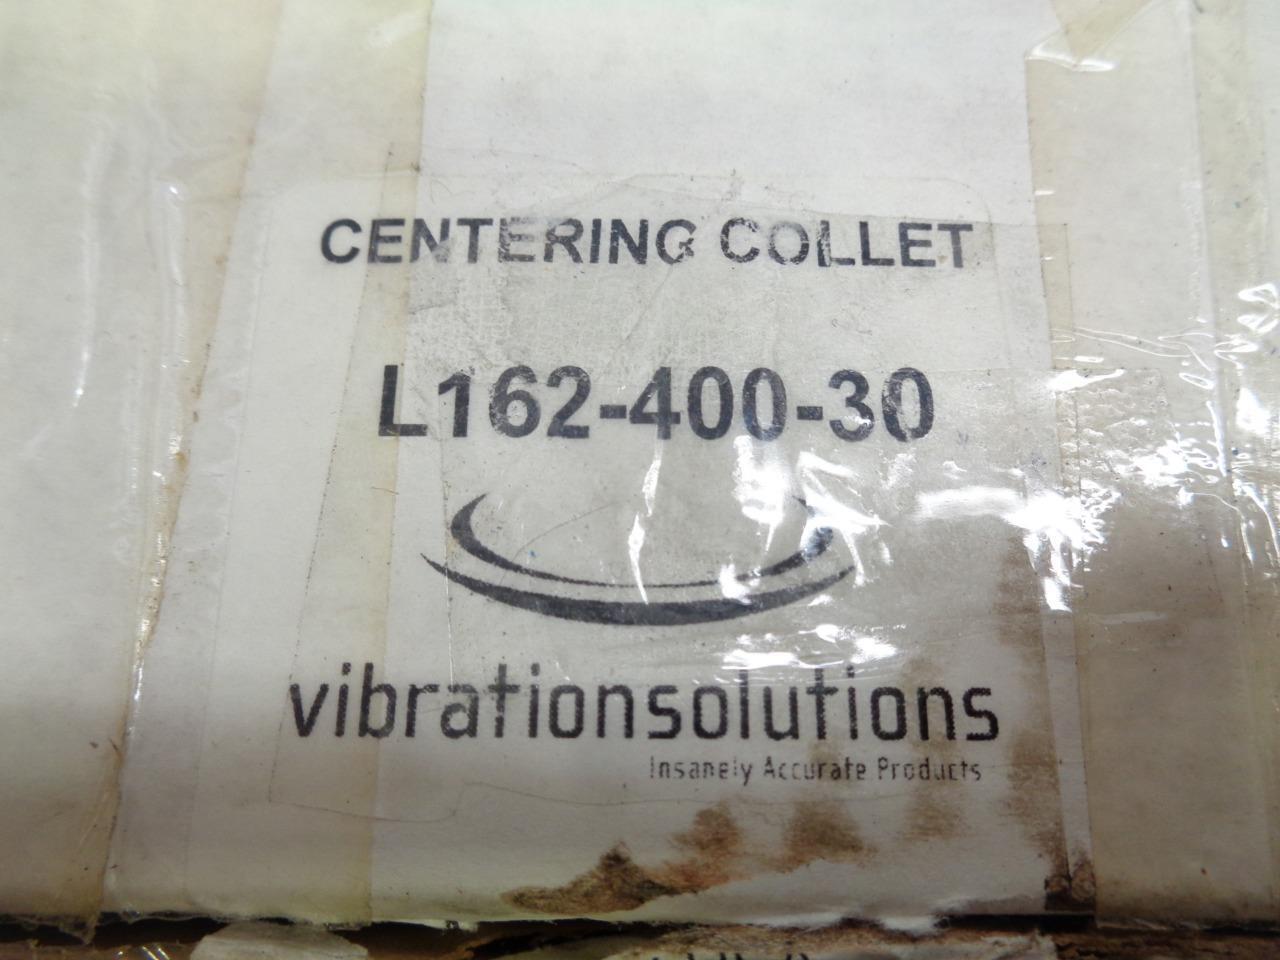 CENTERING COLLET
L162-400-30
vibrationsolutions
Insanely Accurate Products